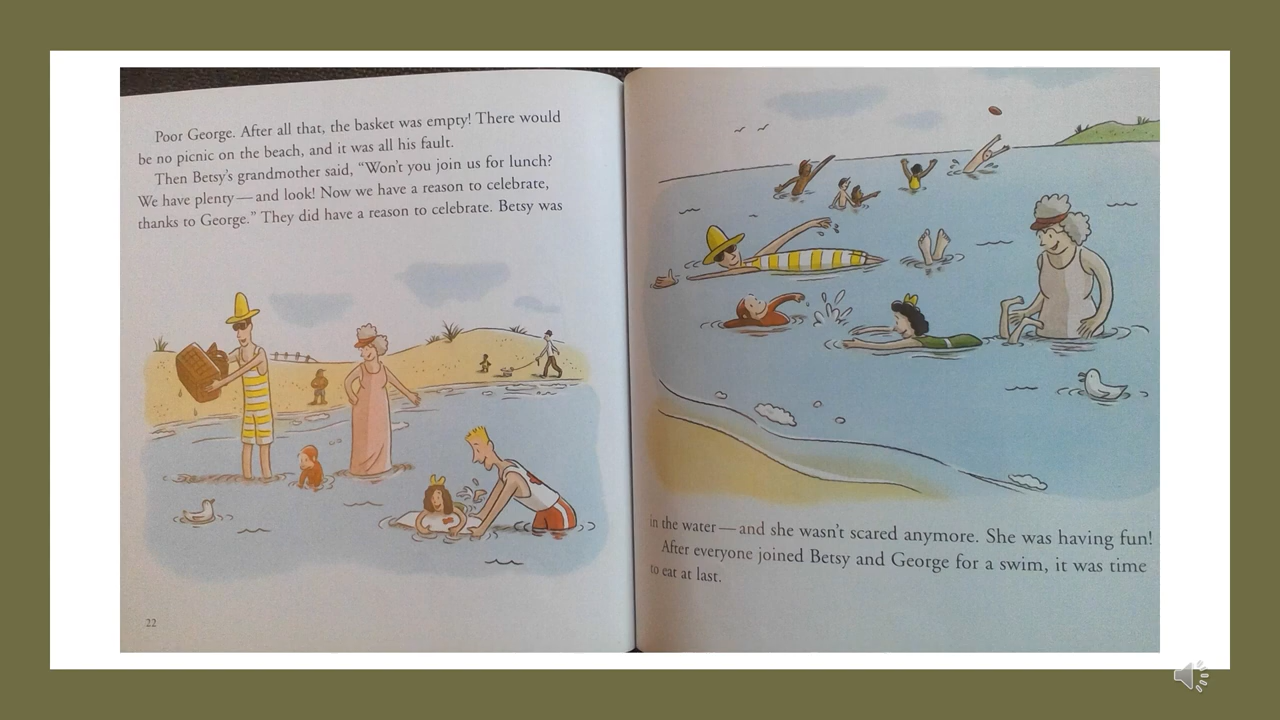 Poor George. After all that, the basket was empty! There would
be no picnic on the beach, and it was all his fault.
Then Betsy's grandmother said, "Won't you join us for lunch?
We have plenty — and look! Now we have a reason to celebrate,
thanks to George." They did have a reason to celebrate. Betsy was
22
in the water — and she wasn't scared anymore. She was having fun!
After everyone joined Betsy and George for a swim, it was time
to eat at last.